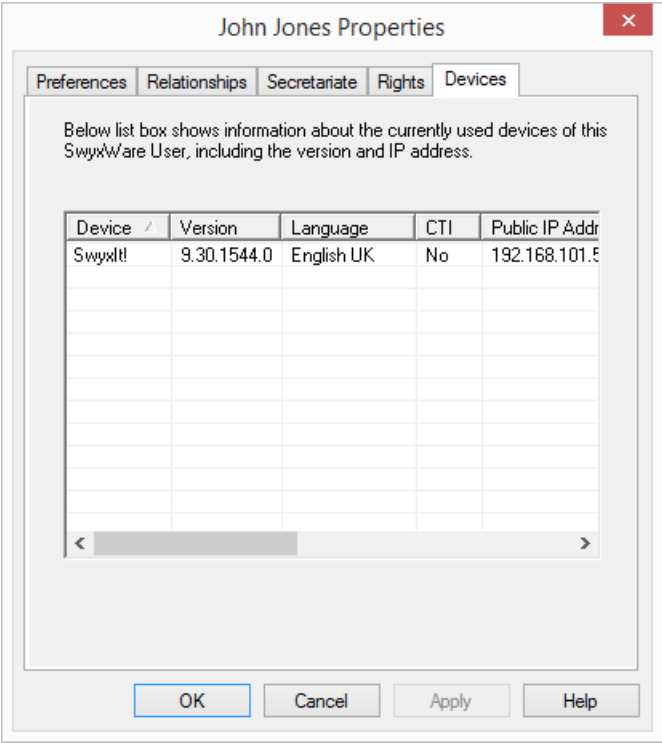 John Jones Properties
Preferences Relationships Secretariate Rights Devices
Below list box shows information about the currently used devices of this
SwyxWare User, including the version and IP address.
Device Version Language CTI Public IP Addr
SwyxIt! 9.30.1544.0 English UK No 192.168.101.5
OK Cancel Apply Help